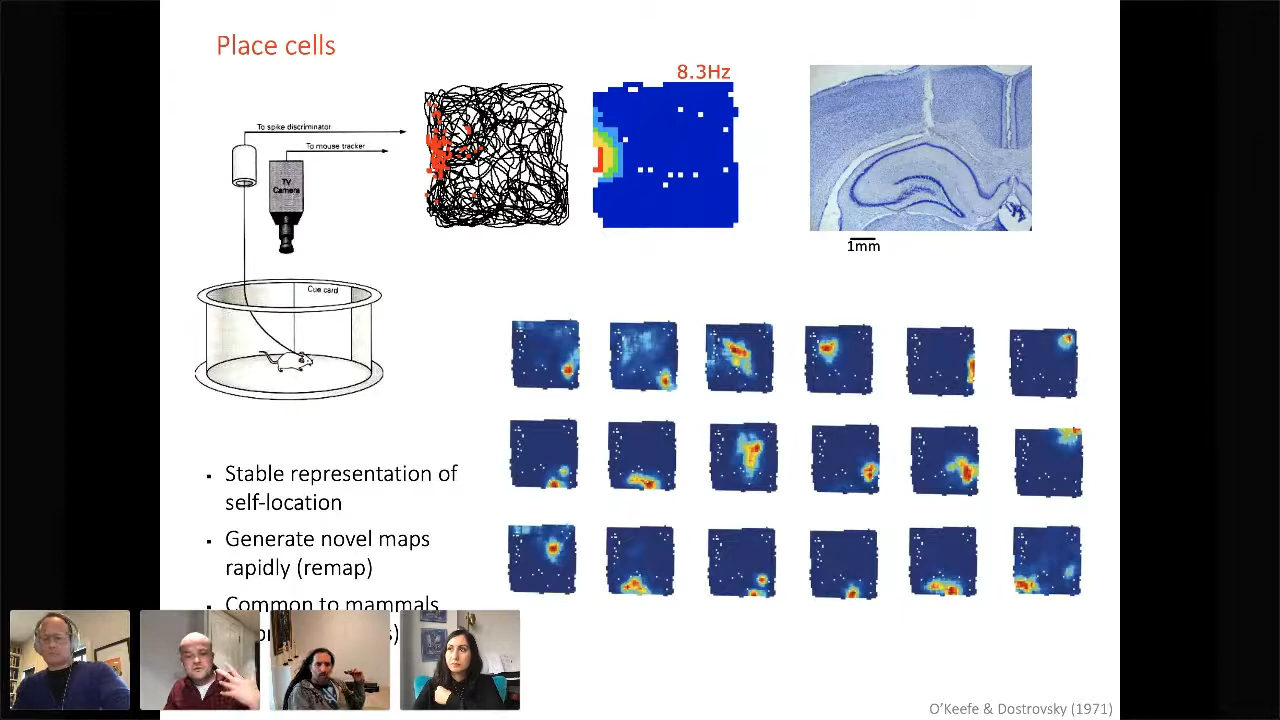 Place cells
8.3Hz
To spike discriminator
To mouse tracker
TV
Camera
Cue card
1mm
▪ Stable representation of
self-location
▪ Generate novel maps
rapidly (remap)
▪ Common to mammals
O’Keefe & Dostrovsky (1971)